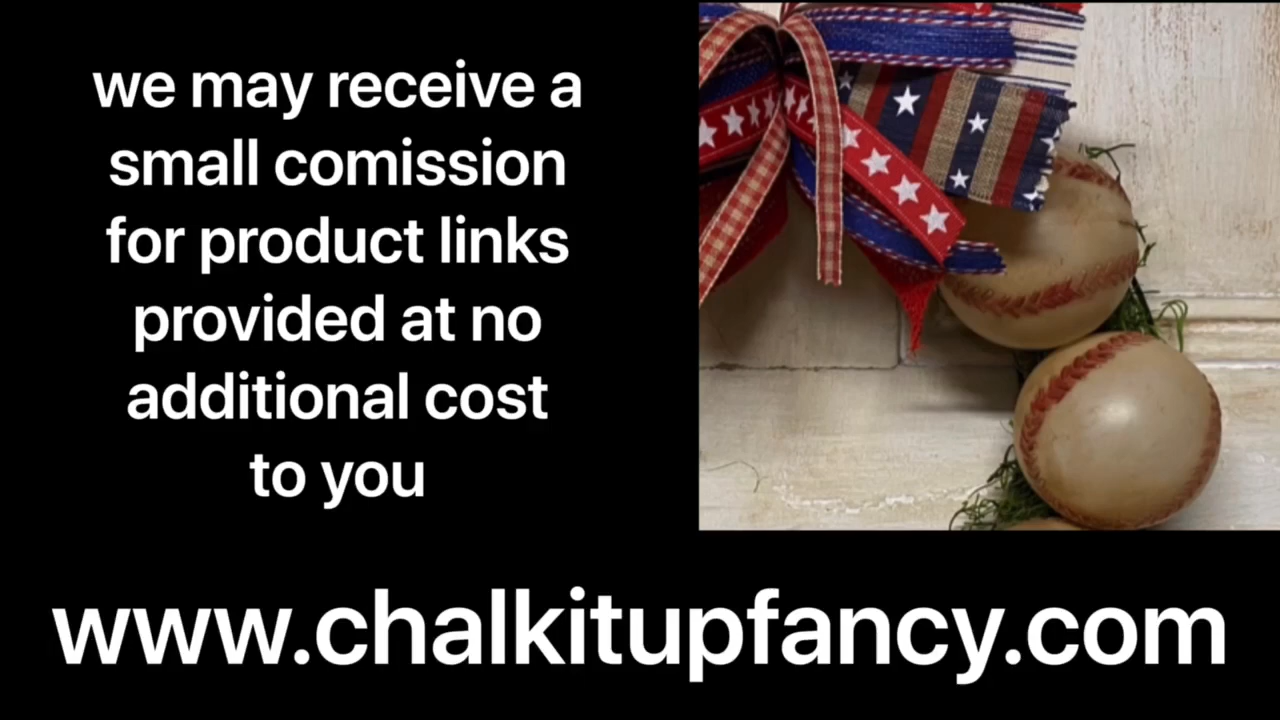 we may receive a
small comission
for product links
provided at no
additional cost
to you
www.chalkitupfancy.com